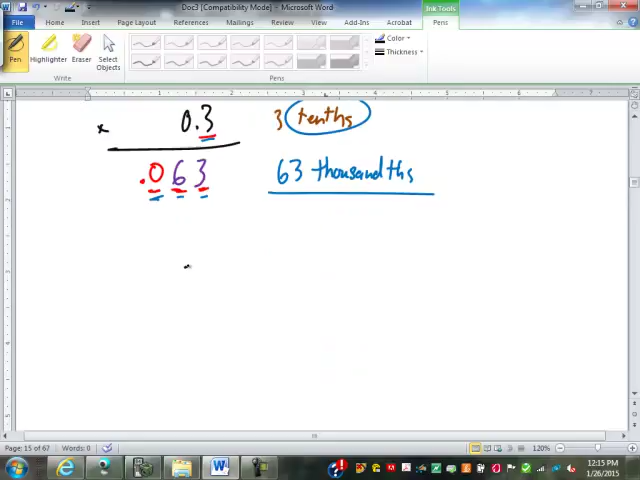 Doc3 [Compatibility Mode] - Word
Ink Tools
File Home Insert Page Layout References Mailings Review View Add-Ins Acrobat Pens
Pen Highlighter Eraser Select Objects
Color
Thickness
Write
Pens
x 0.3 3 tenths
.063 63 thousandths
Page: 15 of 67 Words: 0 120%
12:15 PM
1/26/2015